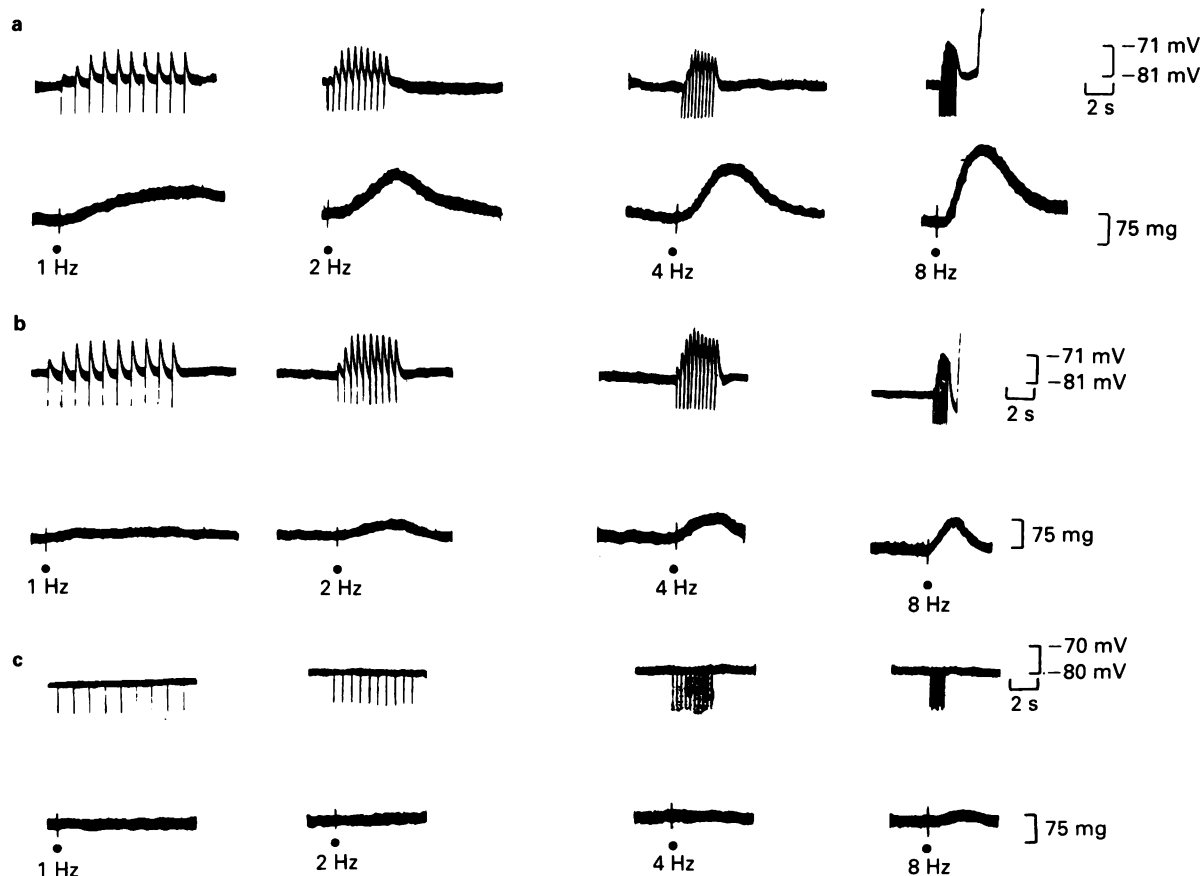 a
−71 mV
−81 mV
2 s
75 mg
1 Hz
2 Hz
4 Hz
8 Hz
b
−71 mV
−81 mV
2 s
75 mg
1 Hz
2 Hz
4 Hz
8 Hz
c
−70 mV
−80 mV
2 s
75 mg
1 Hz
2 Hz
4 Hz
8 Hz